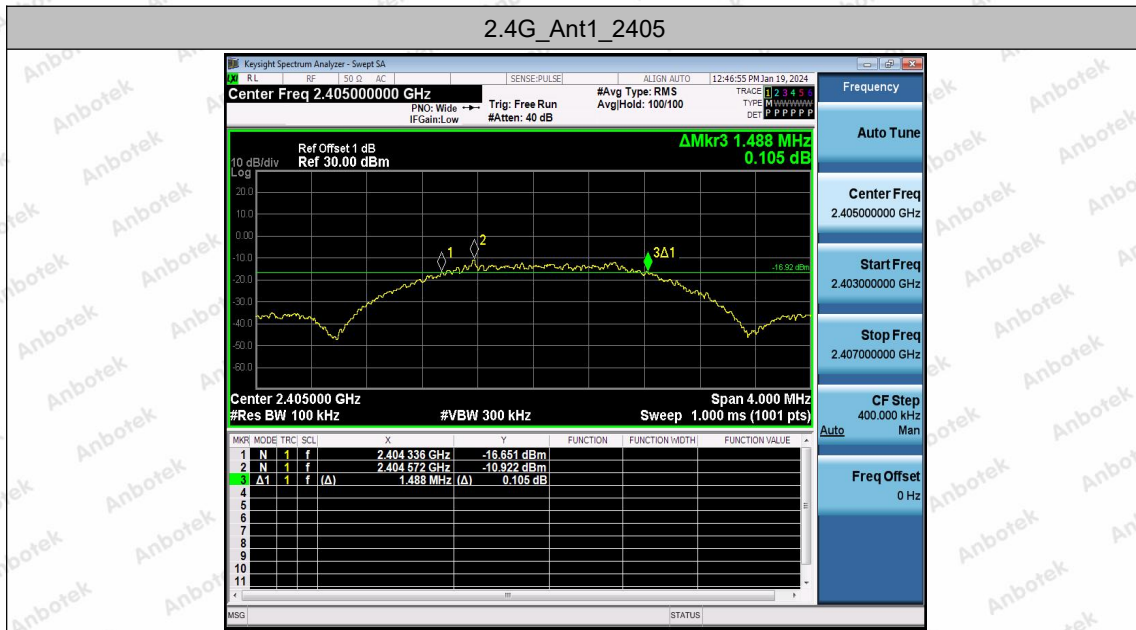 2.4G_Ant1_2405
Keysight Spectrum Analyzer - Swept SA
LXI RL RF 50 Ω AC SENSE:PULSE ALIGN AUTO 12:46:55 PM Jan 19, 2024
Center Freq 2.405000000 GHz
PNO: Wide
IFGain:Low
Trig: Free Run
#Atten: 40 dB
#Avg Type: RMS
Avg|Hold: 100/100
TRACE 1 2 3 4 5 6
TYPE M W W W W W
DET P P P P P P
ΔMkr3 1.488 MHz
0.105 dB
Ref Offset 1 dB
10 dB/div Ref 30.00 dBm
Log
20.0
10.0
0.00
-10.0
-20.0
-30.0
-40.0
-50.0
-60.0
1
2
3Δ1
-16.92 dBm
Center 2.405000 GHz Span 4.000 MHz
#Res BW 100 kHz #VBW 300 kHz Sweep 1.000 ms (1001 pts)
MKR MODE TRC SCL X Y FUNCTION FUNCTION WIDTH FUNCTION VALUE
1 N 1 f 2.404 336 GHz -16.651 dBm
2 N 1 f 2.404 572 GHz -10.922 dBm
3 Δ1 1 f (Δ) 1.488 MHz (Δ) 0.105 dB
4
5
6
7
8
9
10
11
MSG STATUS
Frequency
Auto Tune
Center Freq
2.405000000 GHz
Start Freq
2.403000000 GHz
Stop Freq
2.407000000 GHz
CF Step
400.000 kHz
Auto Man
Freq Offset
0 Hz
Anbotek